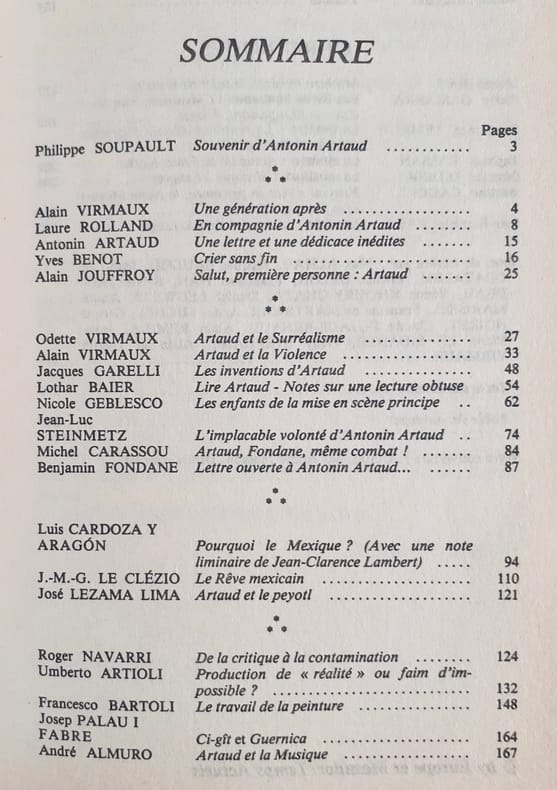 SOMMAIRE
Pages
Philippe SOUPAULT Souvenir d'Antonin Artaud ............ 3
*
* *
Alain VIRMAUX Une génération après .................. 4
Laure ROLLAND En compagnie d'Antonin Artaud ........ 8
Antonin ARTAUD Une lettre et une dédicace inédites ....... 15
Yves BENOT Crier sans fin ......................... 16
Alain JOUFFROY Salut, première personne : Artaud ........ 25
*
* *
Odette VIRMAUX Artaud et le Surréalisme ............... 27
Alain VIRMAUX Artaud et la Violence .................. 33
Jacques GARELLI Les inventions d'Artaud ................ 48
Lothar BAIER Lire Artaud - Notes sur une lecture obtuse 54
Nicole GEBLESCO Les enfants de la mise en scène principe .. 62
Jean-Luc
STEINMETZ L'implacable volonté d'Antonin Artaud .. 74
Michel CARASSOU Artaud, Fondane, même combat ! ....... 84
Benjamin FONDANE Lettre ouverte à Antonin Artaud... ....... 87
*
* *
Luis CARDOZA Y
ARAGÓN Pourquoi le Mexique ? (Avec une note
liminaire de Jean-Clarence Lambert) ..... 94
J.-M.-G. LE CLÉZIO Le Rêve mexicain ..................... 110
José LEZAMA LIMA Artaud et le peyotl .................... 121
*
* *
Roger NAVARRI De la critique à la contamination ........ 124
Umberto ARTIOLI Production de « réalité » ou faim d'im-
possible ? ............................ 132
Francesco BARTOLI Le travail de la peinture ............... 148
Josep PALAU I
FABRE Ci-gît et Guernica ..................... 164
André ALMURO Artaud et la Musique .................. 167